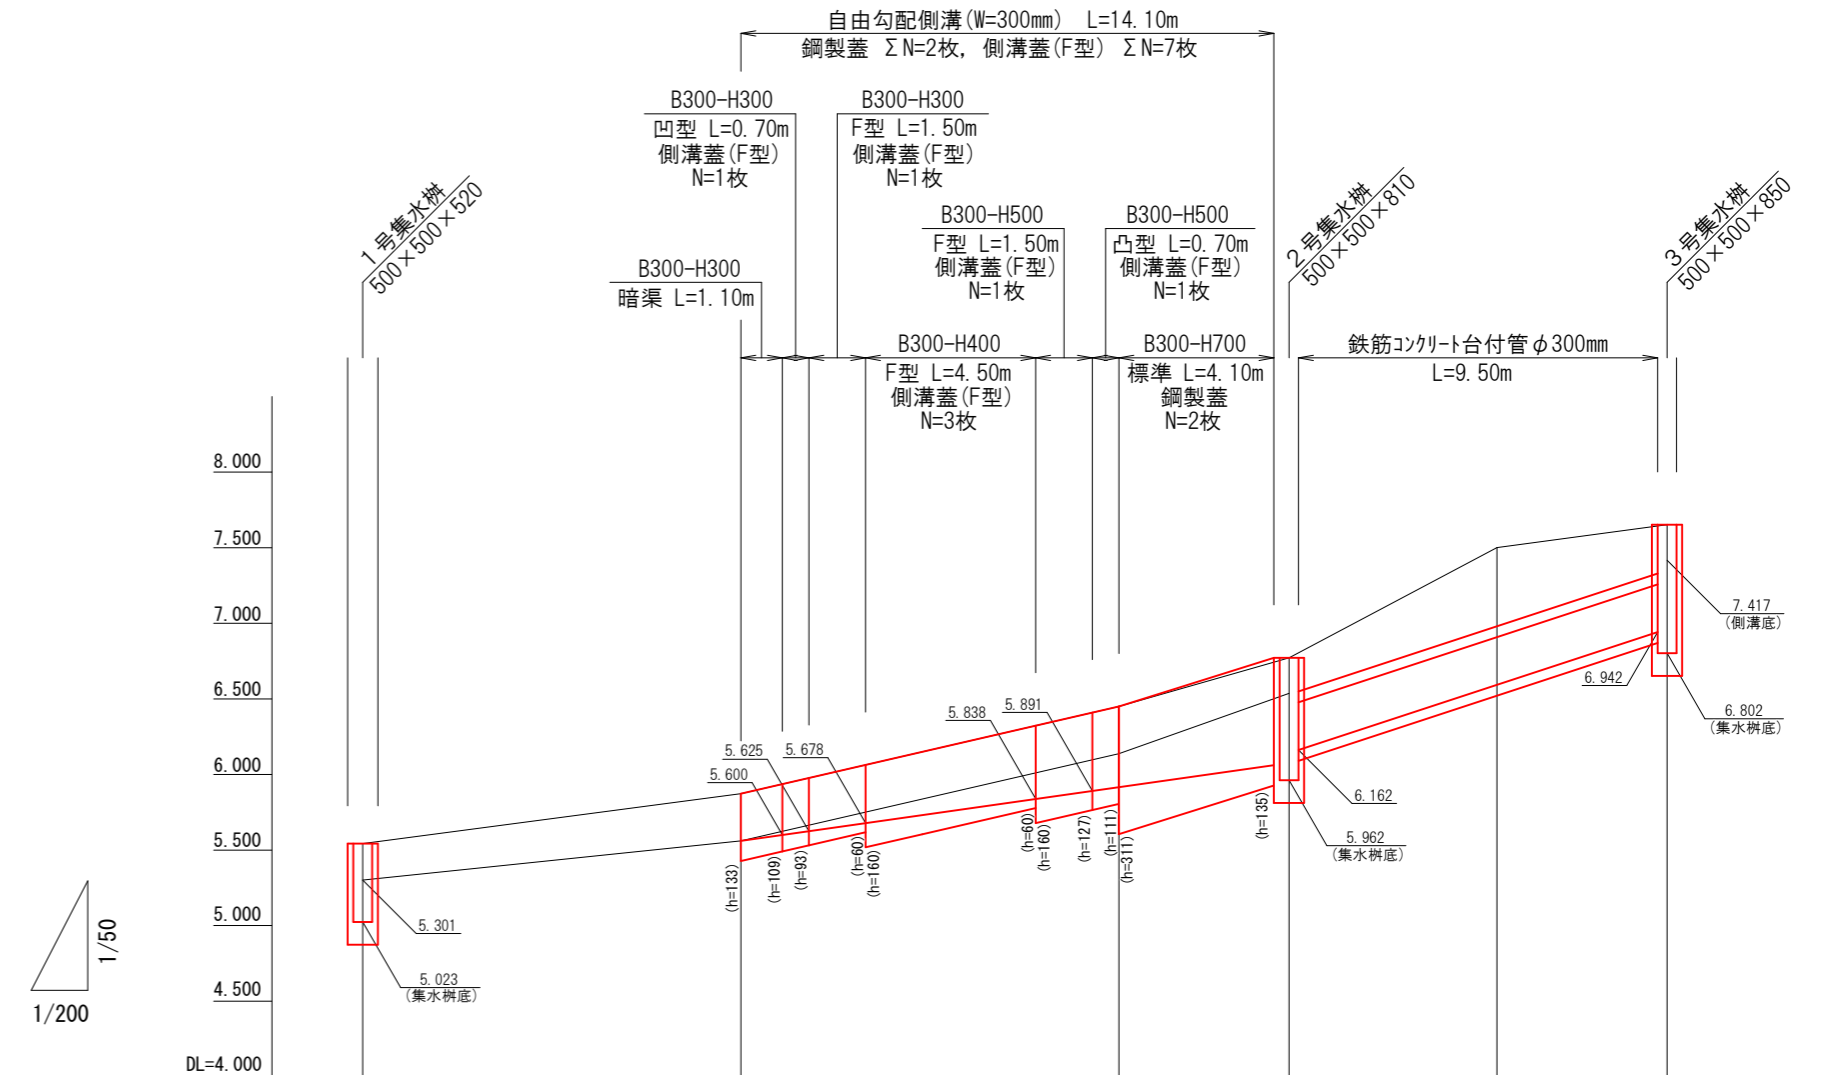 自由勾配側溝(W=300mm) L=14.10m
鋼製蓋 ΣN=2枚, 側溝蓋(F型) ΣN=7枚
B300-H300
凹型 L=0.70m
側溝蓋(F型)
N=1枚
B300-H300
F型 L=1.50m
側溝蓋(F型)
N=1枚
1号集水桝
500×500×520
B300-H300
暗渠 L=1.10m
B300-H500
F型 L=1.50m
側溝蓋(F型)
N=1枚
B300-H500
凸型 L=0.70m
側溝蓋(F型)
N=1枚
2号集水桝
500×500×810
3号集水桝
500×500×850
B300-H400
F型 L=4.50m
側溝蓋(F型)
N=3枚
B300-H700
標準 L=4.10m
鋼製蓋
N=2枚
鉄筋コンクリート台付管φ300mm
L=9.50m
8.000
7.500
7.000
6.500
6.000
5.500
5.000
4.500
DL=4.000
5.301
5.023
(集水桝底)
5.600
5.625
5.678
5.838
5.891
(h=133)
(h=109)
(h=93)
(h=60)
(h=160)
(h=60)
(h=160)
(h=127)
(h=111)
(h=311)
(h=135)
6.162
5.962
(集水桝底)
6.942
7.417
(側溝底)
6.802
(集水桝底)
1/50
1/200